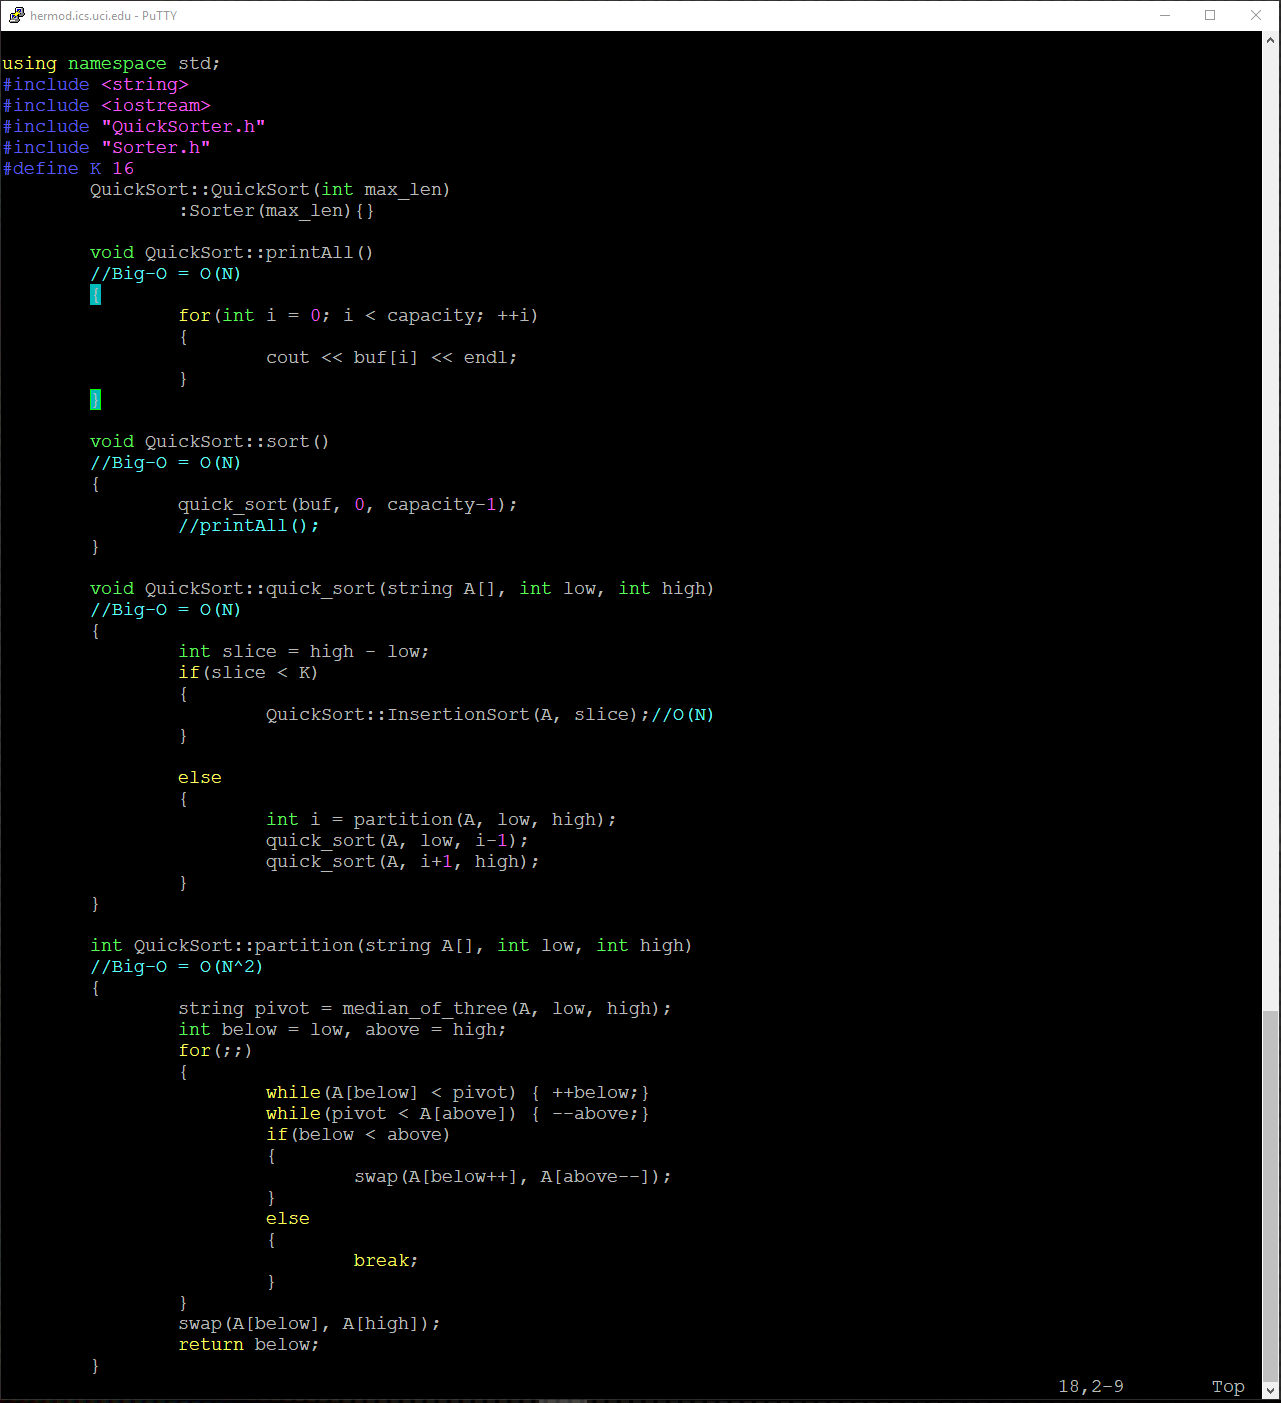 hermod.ics.uci.edu - PuTTY
using namespace std;
#include <string>
#include <iostream>
#include "QuickSorter.h"
#include "Sorter.h"
#define K 16
QuickSort::QuickSort(int max_len)
:Sorter(max_len){}
void QuickSort::printAll()
//Big-O = O(N)
{
for(int i = 0; i < capacity; ++i)
{
cout << buf[i] << endl;
}
}
void QuickSort::sort()
//Big-O = O(N)
{
quick_sort(buf, 0, capacity-1);
//printAll();
}
void QuickSort::quick_sort(string A[], int low, int high)
//Big-O = O(N)
{
int slice = high - low;
if(slice < K)
{
QuickSort::InsertionSort(A, slice);//O(N)
}
else
{
int i = partition(A, low, high);
quick_sort(A, low, i-1);
quick_sort(A, i+1, high);
}
}
int QuickSort::partition(string A[], int low, int high)
//Big-O = O(N^2)
{
string pivot = median_of_three(A, low, high);
int below = low, above = high;
for(;;)
{
while(A[below] < pivot) { ++below;}
while(pivot < A[above]) { --above;}
if(below < above)
{
swap(A[below++], A[above--]);
}
else
{
break;
}
}
swap(A[below], A[high]);
return below;
}
18,2-9 Top